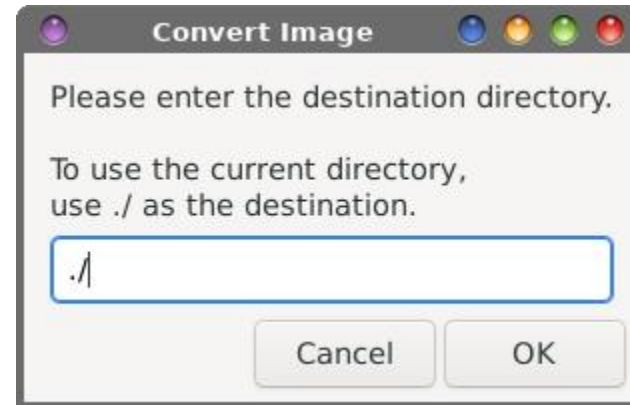 Convert Image
Please enter the destination directory.
To use the current directory,
use ./ as the destination.
./
Cancel
OK